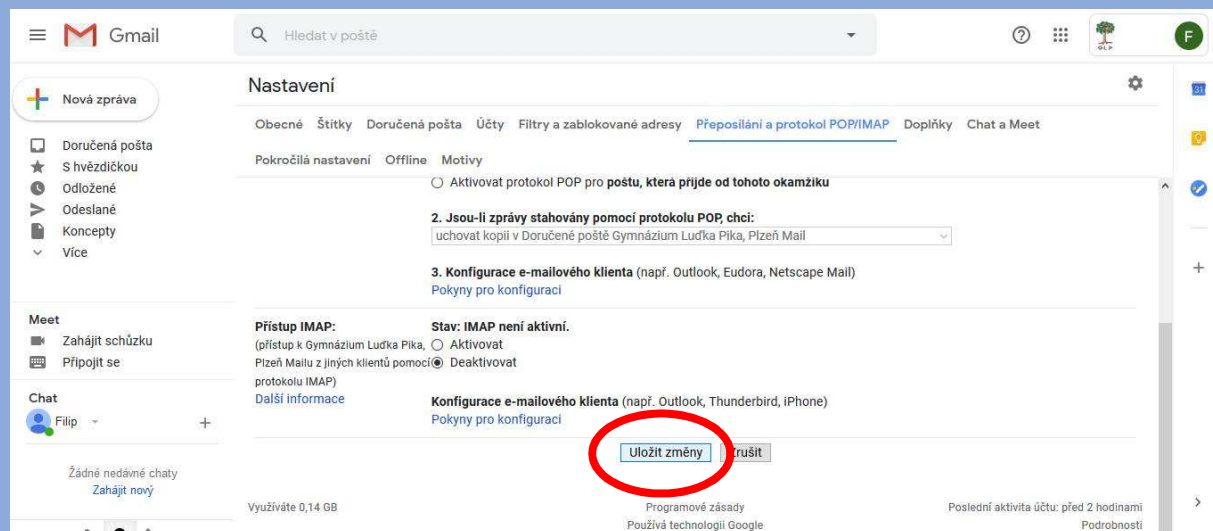 Gmail
Hledat v poště
GLP
F
Nová zpráva
Doručená pošta
S hvězdičkou
Odložené
Odeslané
Koncepty
Více
Meet
Zahájit schůzku
Připojit se
Chat
Filip
Žádné nedávné chaty
Zahájit nový
Nastavení
Obecné Štítky Doručená pošta Účty Filtry a zablokované adresy Přeposílání a protokol POP/IMAP Doplňky Chat a Meet
Pokročilá nastavení Offline Motivy
Aktivovat protokol POP pro poštu, která přijde od tohoto okamžiku
2. Jsou-li zprávy stahovány pomocí protokolu POP, chci:
uchovat kopii v Doručené poště Gymnázium Luďka Pika, Plzeň Mail
3. Konfigurace e-mailového klienta (např. Outlook, Eudora, Netscape Mail)
Pokyny pro konfiguraci
Přístup IMAP:
(přístup k Gymnázium Luďka Pika,
Plzeň Mailu z jiných klientů pomocí
protokolu IMAP)
Další informace
Stav: IMAP není aktivní.
Aktivovat
Deaktivovat
Konfigurace e-mailového klienta (např. Outlook, Thunderbird, iPhone)
Pokyny pro konfiguraci
Uložit změny Zrušit
Využíváte 0,14 GB
Programové zásady
Používá technologii Google
Poslední aktivita účtu: před 2 hodinami
Podrobnosti
31